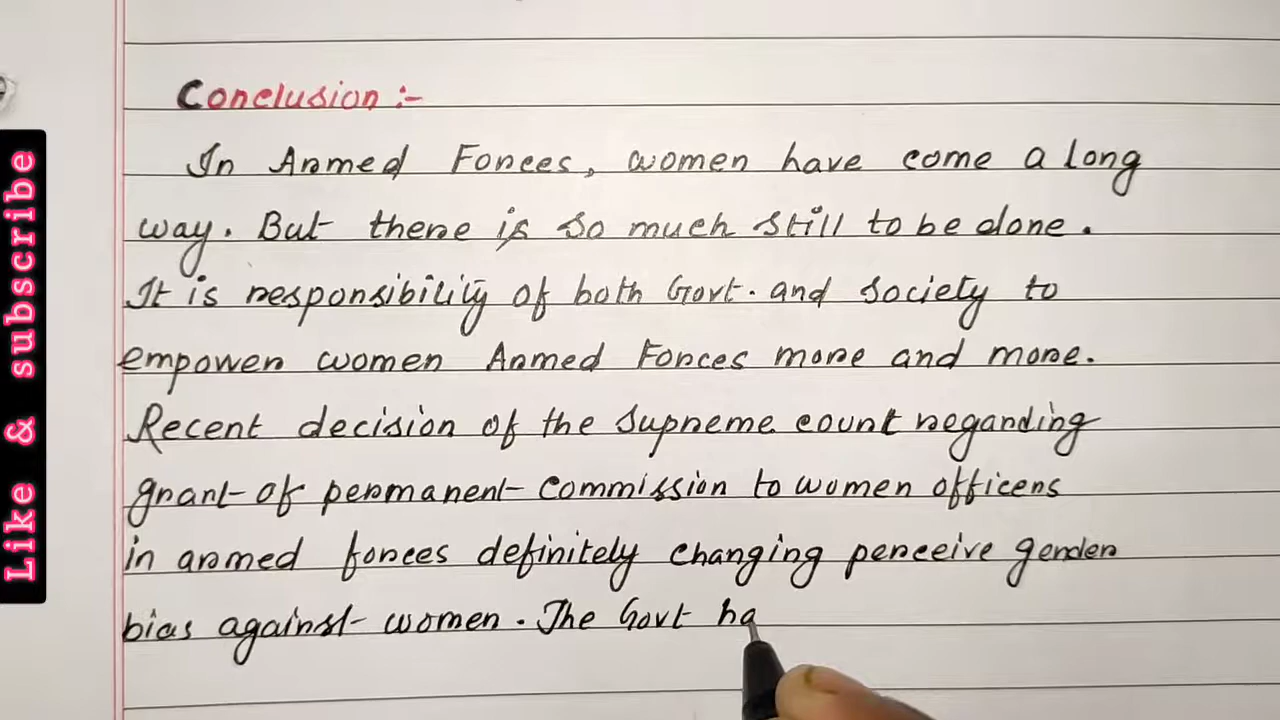 Conclusion :-
In Armed Forces, women have come a long
way. But there is so much still to be done.
It is responsibility of both Govt. and society to
empower women Armed Forces more and more.
Recent decision of the supreme court regarding
grant of permanent commission to women officers
in armed forces definitely changing perceive gender
bias against women. The Govt ha
Like & subscribe